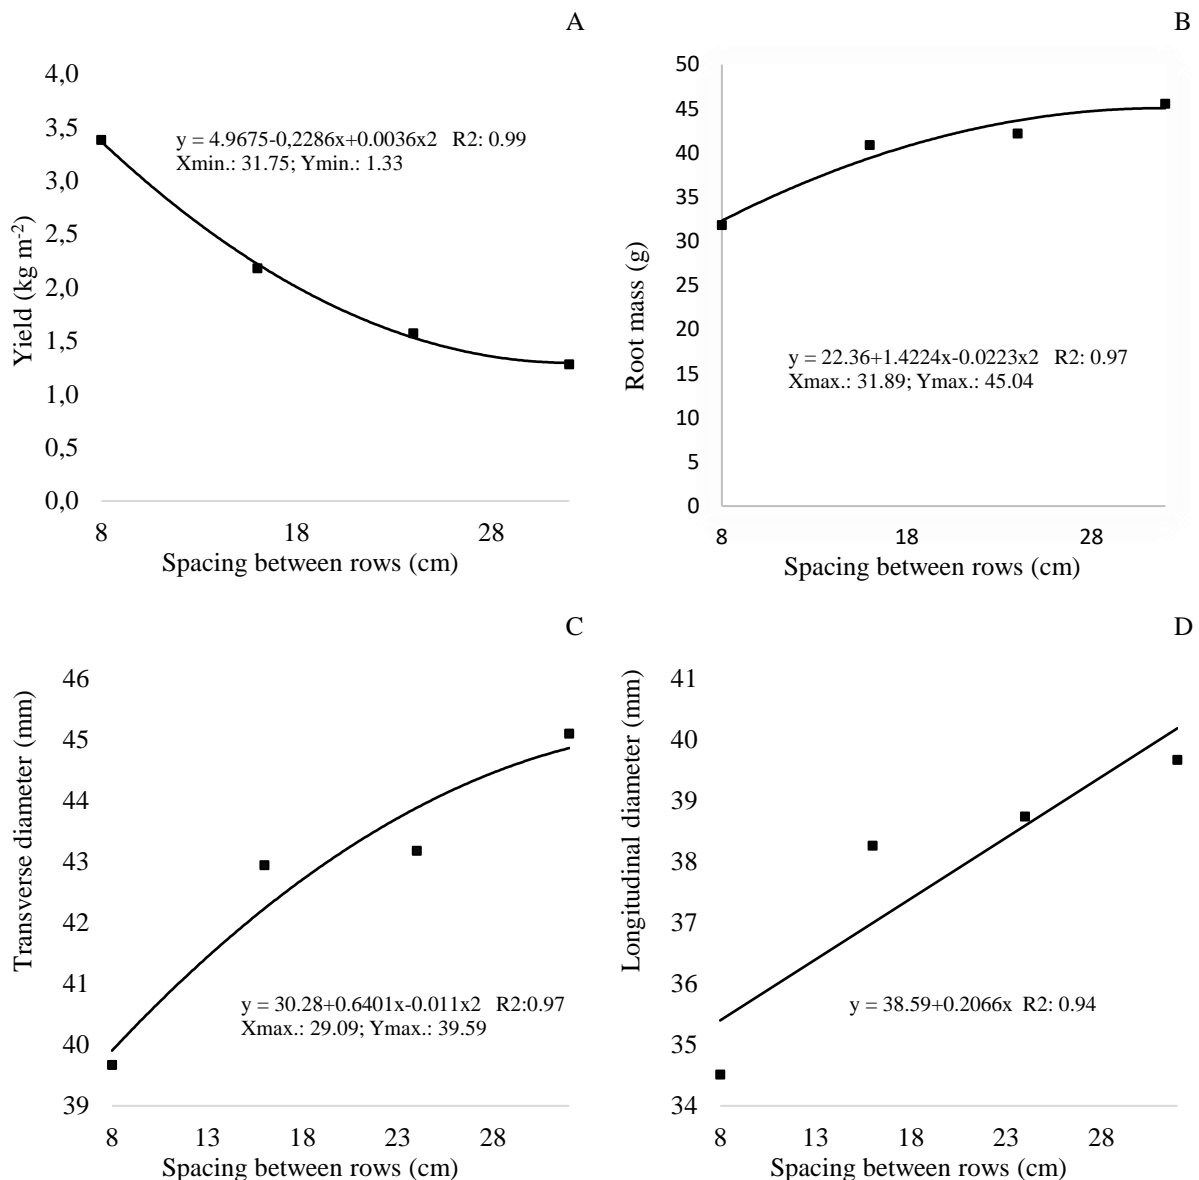 A
4,0
3,5
3,0
2,5
2,0
1,5
1,0
0,5
0,0
Yield (kg m-2)
y = 4.9675-0,2286x+0.0036x2 R2: 0.99
Xmin.: 31.75; Ymin.: 1.33
8 18 28
Spacing between rows (cm)
B
50
45
40
35
30
25
20
15
10
5
0
Root mass (g)
y = 22.36+1.4224x-0.0223x2 R2: 0.97
Xmax.: 31.89; Ymax.: 45.04
8 18 28
Spacing between rows (cm)
C
46
45
44
43
42
41
40
39
Transverse diameter (mm)
y = 30.28+0.6401x-0.011x2 R2:0.97
Xmax.: 29.09; Ymax.: 39.59
8 13 18 23 28
Spacing between rows (cm)
D
41
40
39
38
37
36
35
34
Longitudinal diameter (mm)
y = 38.59+0.2066x R2: 0.94
8 13 18 23 28
Spacing between rows (cm)